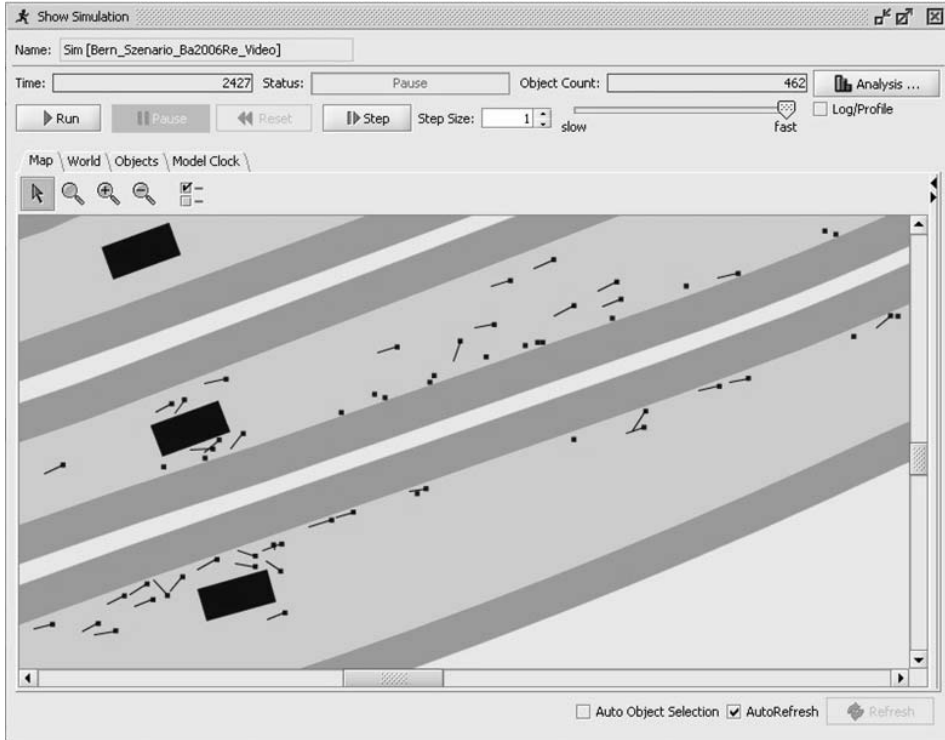 Show Simulation
Name: Sim [Bern_Szenario_Ba2006Re_Video]
Time: 2427 Status: Pause Object Count: 462 Analysis ...
Run Pause Reset Step Step Size: 1 slow fast Log/Profile
Map World Objects Model Clock
Auto Object Selection AutoRefresh Refresh